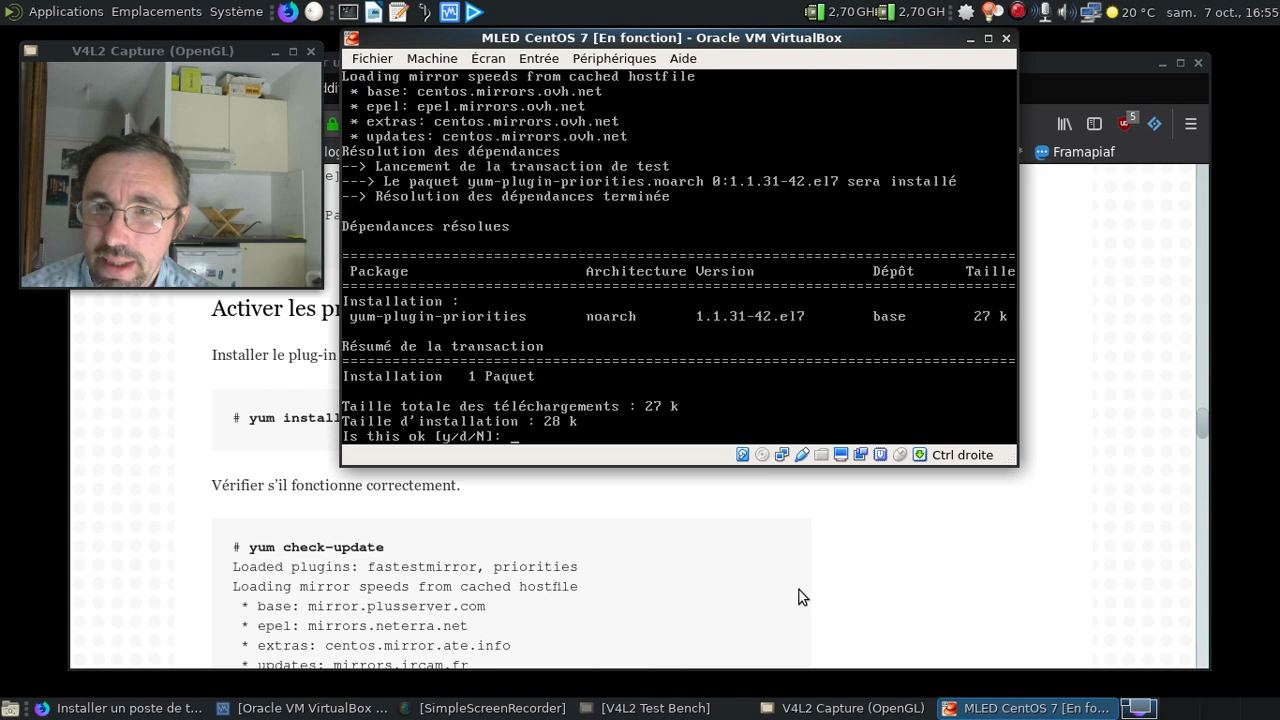 Applications Emplacements Système
2,70 GH 2,70 GH
20 °C sam. 7 oct., 16:55
V4L2 Capture (OpenGL)
MLED CentOS 7 [En fonction] - Oracle VM VirtualBox
Fichier Machine Écran Entrée Périphériques Aide
5
Framapiaf
Loading mirror speeds from cached hostfile
* base: centos.mirrors.ovh.net
* epel: epel.mirrors.ovh.net
* extras: centos.mirrors.ovh.net
* updates: centos.mirrors.ovh.net
Résolution des dépendances
--> Lancement de la transaction de test
---> Le paquet yum-plugin-priorities.noarch 0:1.1.31-42.el7 sera installé
--> Résolution des dépendances terminée
Dépendances résolues
================================================================================
Package Architecture Version Dépôt Taille
================================================================================
Installation :
yum-plugin-priorities noarch 1.1.31-42.el7 base 27 k
Résumé de la transaction
================================================================================
Installation 1 Paquet
Taille totale des téléchargements : 27 k
Taille d'installation : 28 k
Is this ok [y/d/N]: _
Ctrl droite
Activer les p
Installer le plug-in
# yum install
Vérifier s’il fonctionne correctement.
# yum check-update
Loaded plugins: fastestmirror, priorities
Loading mirror speeds from cached hostfile
* base: mirror.plusserver.com
* epel: mirrors.neterra.net
* extras: centos.mirror.ate.info
* updates: mirrors.ircam.fr
Installer un poste de t... [Oracle VM VirtualBox ... [SimpleScreenRecorder] [V4L2 Test Bench] V4L2 Capture (OpenGL) MLED CentOS 7 [En fo...